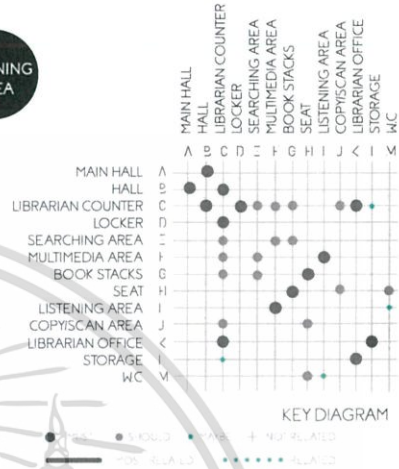 NING
EA
MAIN HALL
HALL
LIBRARIAN COUNTER
LOCKER
SEARCHING AREA
MULTIMEDIA AREA
BOOK STACKS
SEAT
LISTENING AREA
COPY/SCAN AREA
LIBRARIAN OFFICE
STORAGE
W.C
A B C D E F G H I J K L M
MAIN HALL A
HALL B
LIBRARIAN COUNTER C
LOCKER D
SEARCHING AREA
MULTIMEDIA AREA
BOOK STACKS G
SEAT H
LISTENING AREA I
COPY/SCAN AREA J
LIBRARIAN OFFICE K
STORAGE
WC M
KEY DIAGRAM
SHOULD
NOT RELATED